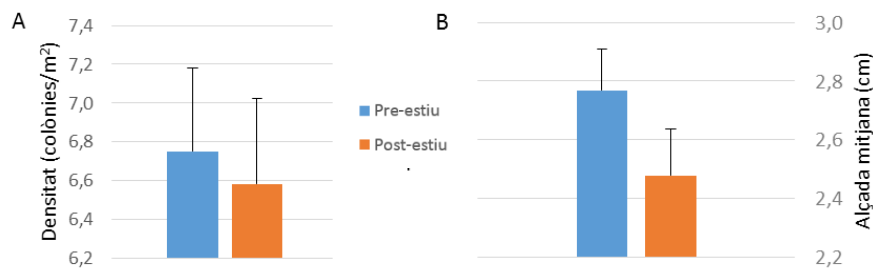 A
Densitat (colònies/m²)
7,4
7,2
7,0
6,8
6,6
6,4
6,2
Pre-estiu
Post-estiu
B
3,0
2,8
2,6
2,4
2,2
Alçada mitjana (cm)